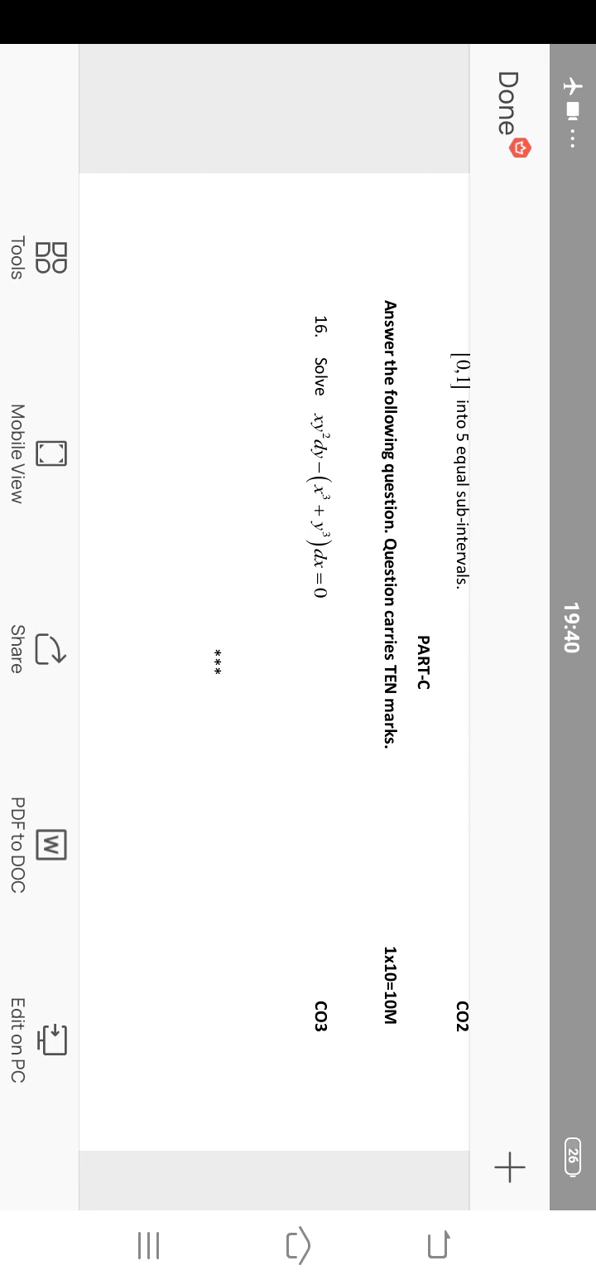 19:40
26
Done
[0,1] into 5 equal sub-intervals. CO2
PART-C
Answer the following question. Question carries TEN marks. 1x10=10M
16. Solve xy² dy – (x³ + y³)dx = 0 CO3
***
Tools Mobile View Share PDF to DOC Edit on PC